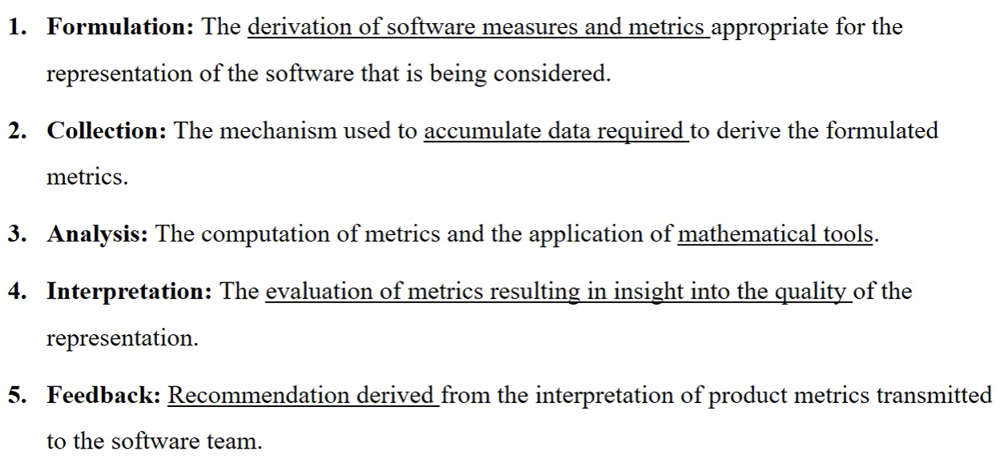 1. Formulation: The derivation of software measures and metrics appropriate for the
representation of the software that is being considered.
2. Collection: The mechanism used to accumulate data required to derive the formulated
metrics.
3. Analysis: The computation of metrics and the application of mathematical tools.
4. Interpretation: The evaluation of metrics resulting in insight into the quality of the
representation.
5. Feedback: Recommendation derived from the interpretation of product metrics transmitted
to the software team.